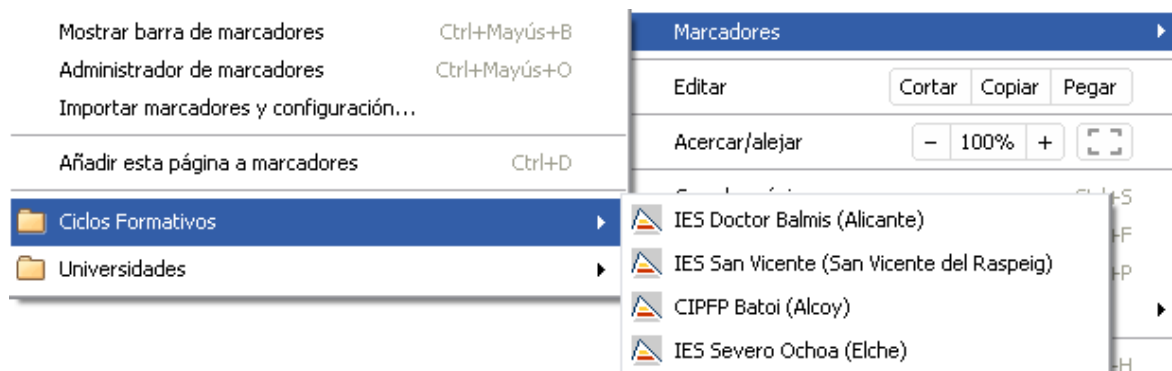 Mostrar barra de marcadores Ctrl+Mayús+B
Administrador de marcadores Ctrl+Mayús+O
Importar marcadores y configuración...
Añadir esta página a marcadores Ctrl+D
Ciclos Formativos
Universidades
Marcadores
Editar Cortar Copiar Pegar
Acercar/alejar - 100% +
IES Doctor Balmis (Alicante)
IES San Vicente (San Vicente del Raspeig)
CIPFP Batoi (Alcoy)
IES Severo Ochoa (Elche)